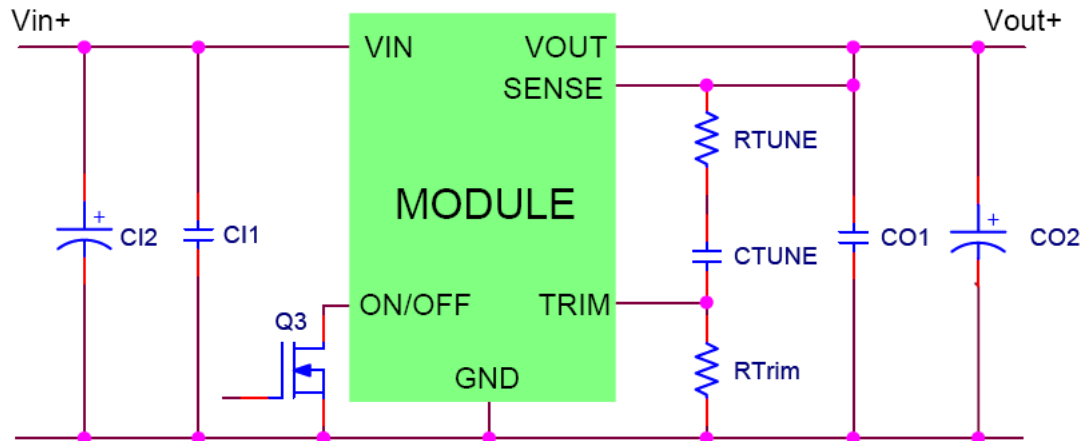 Vin+
Vout+
VIN
VOUT
SENSE
RTUNE
MODULE
+
CI2
CI1
CTUNE
CO1
+
CO2
ON/OFF
TRIM
Q3
RTrim
GND